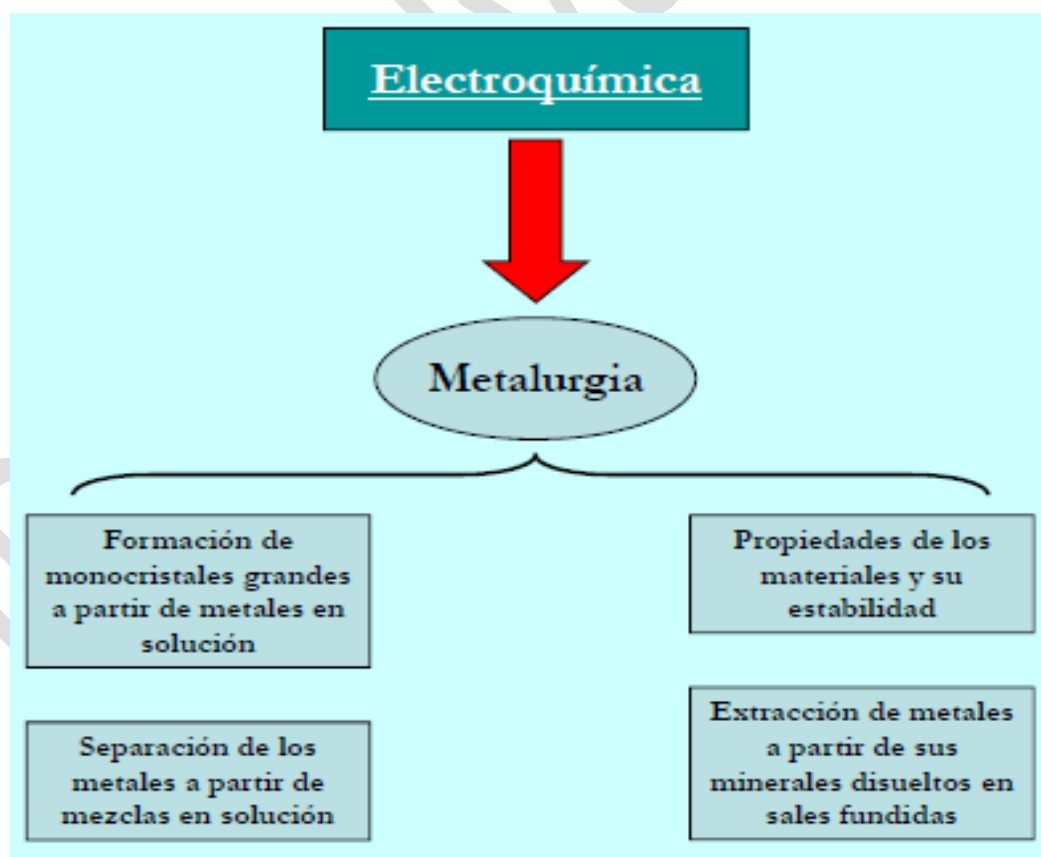 Electroquímica
Metalurgia
Formación de
monocristales grandes
a partir de metales en
solución
Propiedades de los
materiales y su
estabilidad
Separación de los
metales a partir de
mezclas en solución
Extracción de metales
a partir de sus
minerales disueltos en
sales fundidas